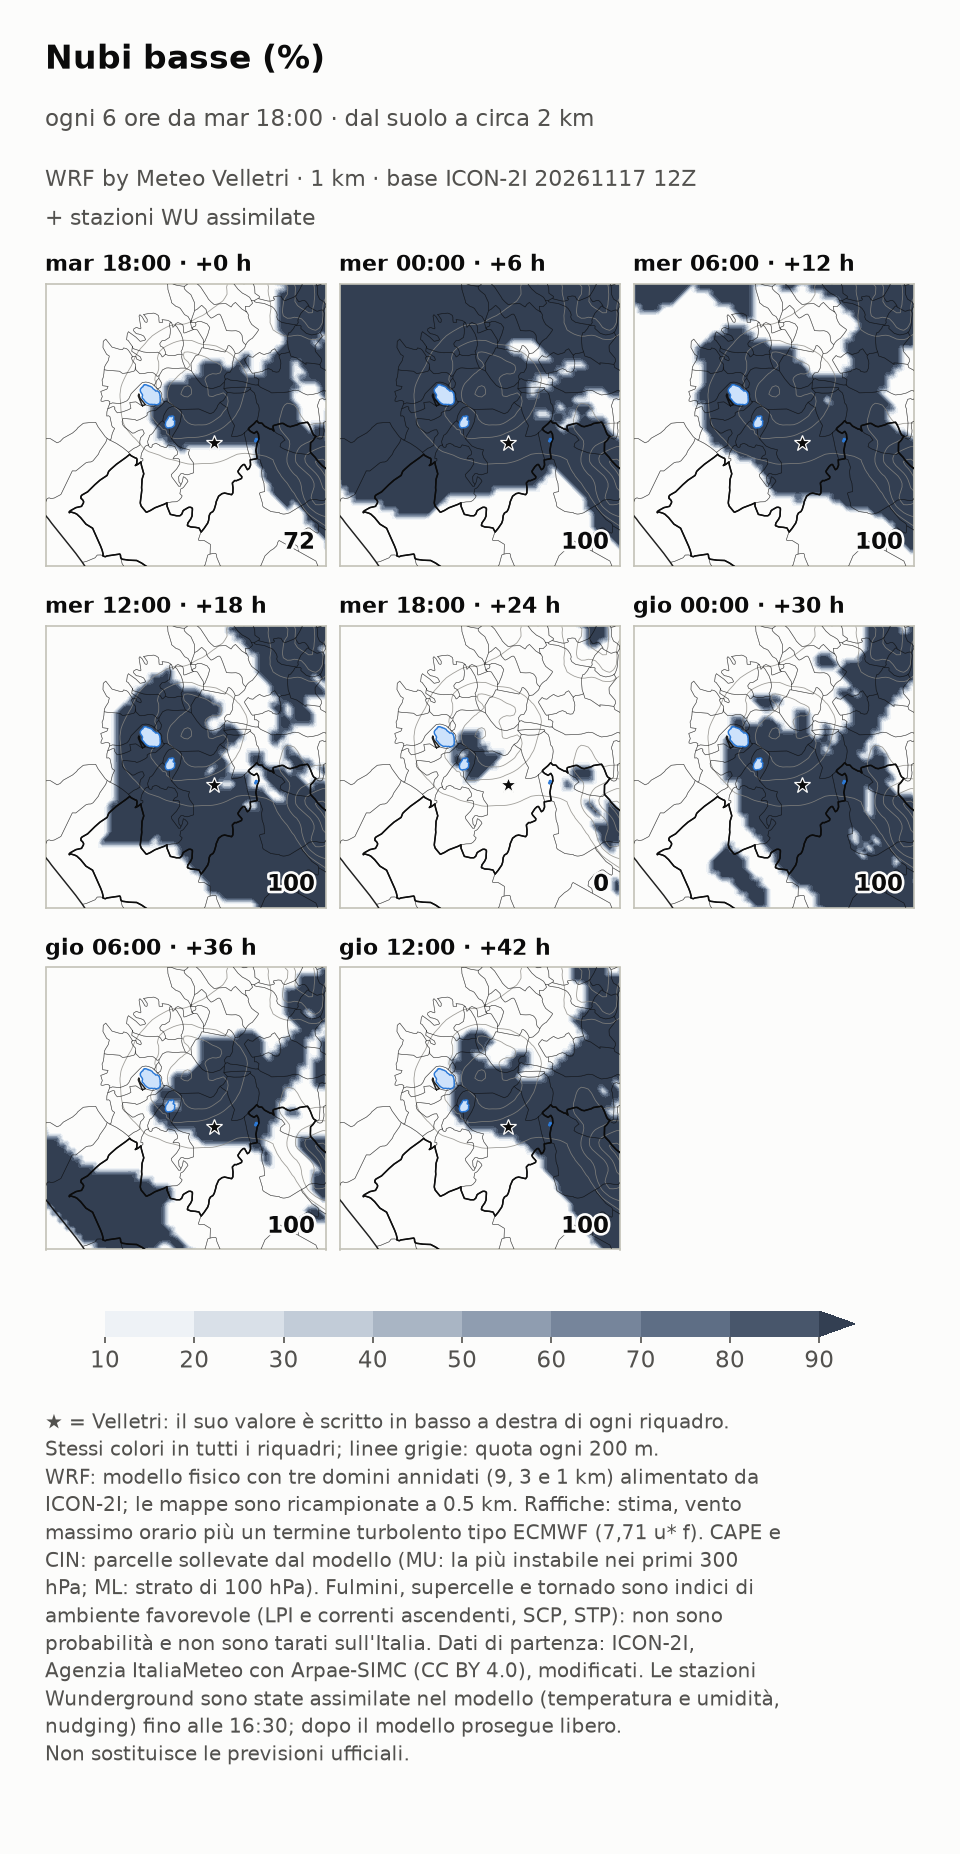 Nubi basse (%)
ogni 6 ore da mar 18:00 · dal suolo a circa 2 km
WRF by Meteo Velletri · 1 km · base ICON-2I 20261117 12Z
+ stazioni WU assimilate
mar 18:00 · +0 h
mer 00:00 · +6 h
mer 06:00 · +12 h
72
100
100
mer 12:00 · +18 h
mer 18:00 · +24 h
gio 00:00 · +30 h
100
0
100
gio 06:00 · +36 h
gio 12:00 · +42 h
100
100
10 20 30 40 50 60 70 80 90
★ = Velletri: il suo valore è scritto in basso a destra di ogni riquadro.
Stessi colori in tutti i riquadri; linee grigie: quota ogni 200 m.
WRF: modello fisico con tre domini annidati (9, 3 e 1 km) alimentato da
ICON-2I; le mappe sono ricampionate a 0.5 km. Raffiche: stima, vento
massimo orario più un termine turbolento tipo ECMWF (7,71 u* f). CAPE e
CIN: parcelle sollevate dal modello (MU: la più instabile nei primi 300
hPa; ML: strato di 100 hPa). Fulmini, supercelle e tornado sono indici di
ambiente favorevole (LPI e correnti ascendenti, SCP, STP): non sono
probabilità e non sono tarati sull'Italia. Dati di partenza: ICON-2I,
Agenzia ItaliaMeteo con Arpae-SIMC (CC BY 4.0), modificati. Le stazioni
Wunderground sono state assimilate nel modello (temperatura e umidità,
nudging) fino alle 16:30; dopo il modello prosegue libero.
Non sostituisce le previsioni ufficiali.